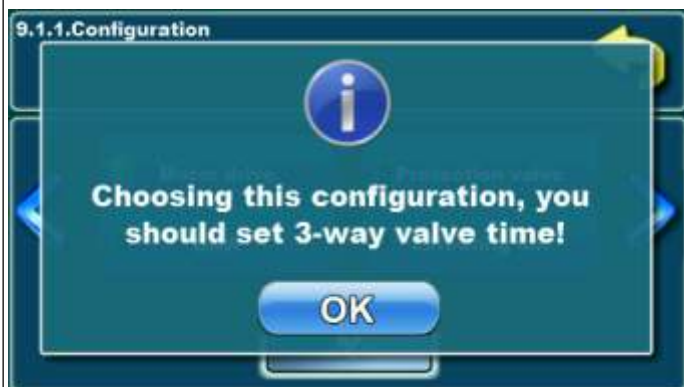 9.1.1.Configuration
Choosing this configuration, you
should set 3-way valve time!
OK